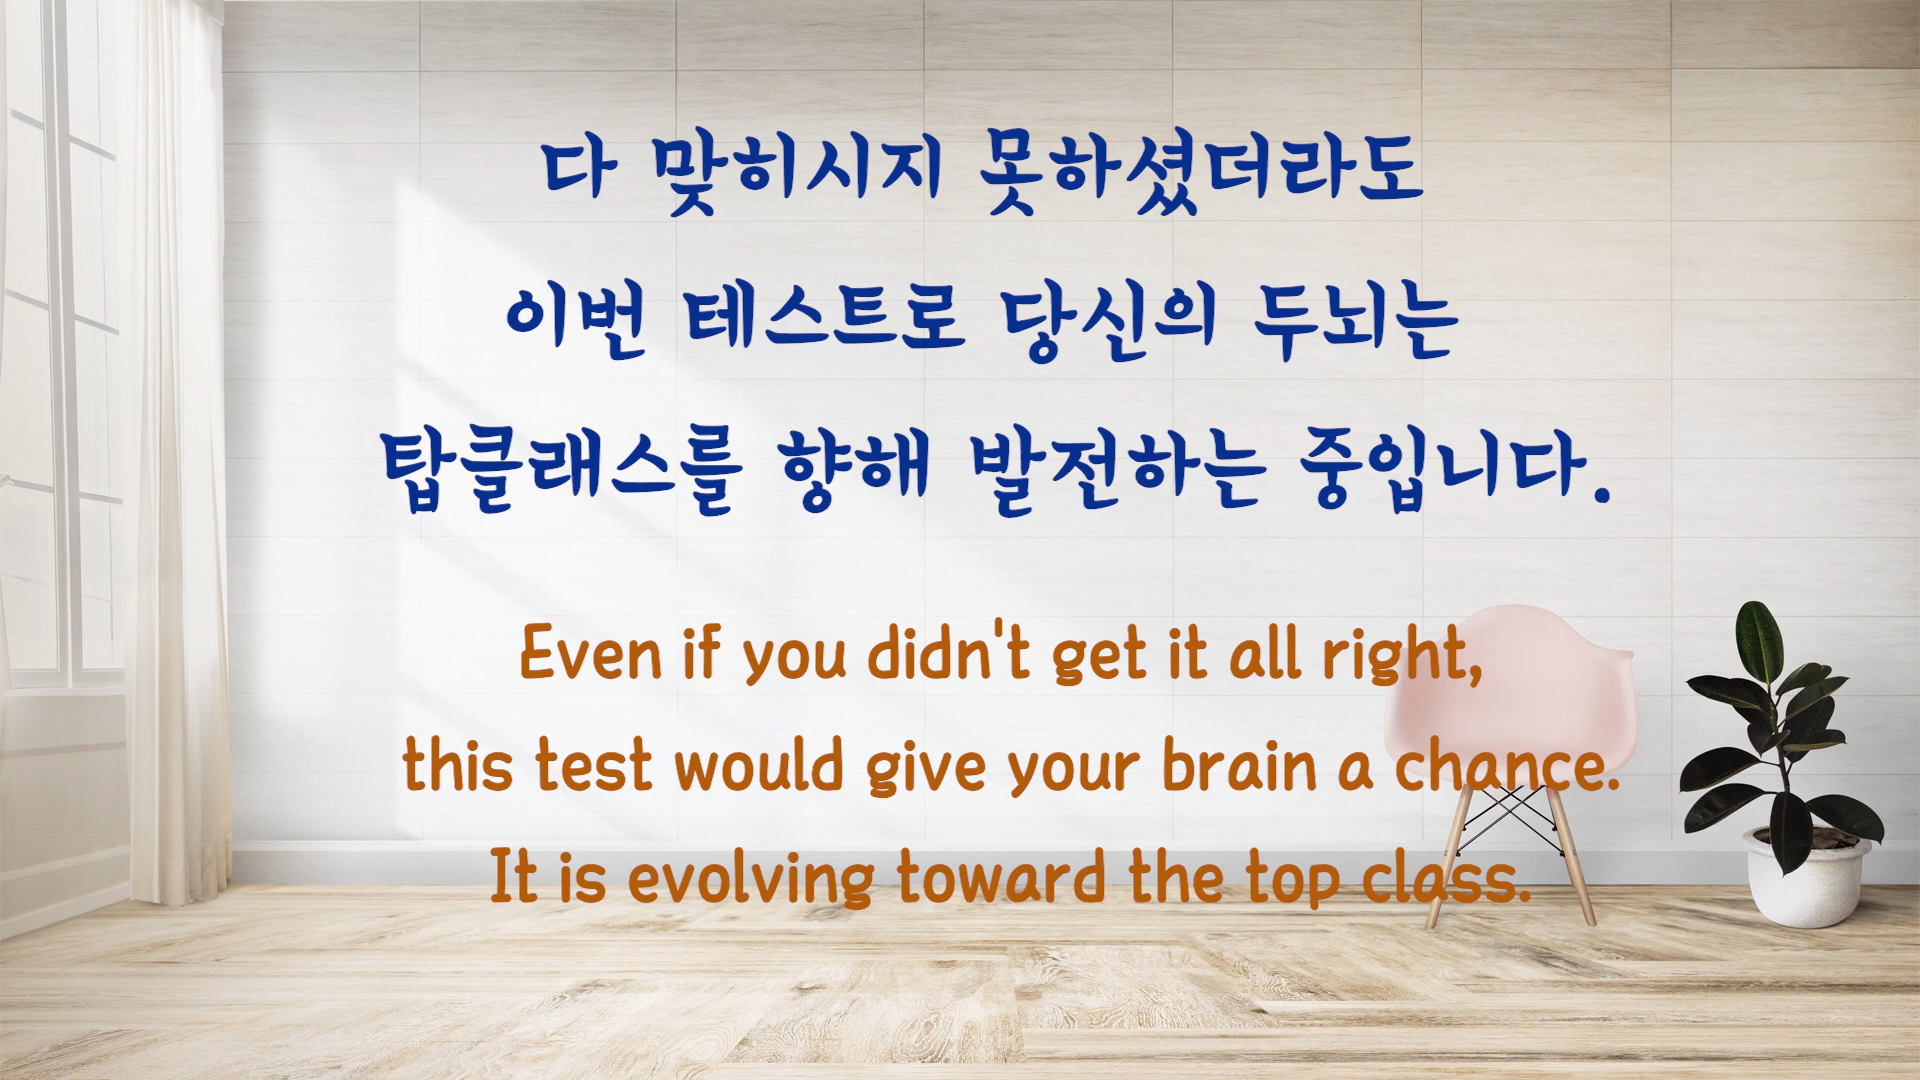 다 맞히시지 못하셨더라도
이번 테스트로 당신의 두뇌는
탑클래스를 향해 발전하는 중입니다.
Even if you didn't get it all right,
this test would give your brain a chance.
It is evolving toward the top class.